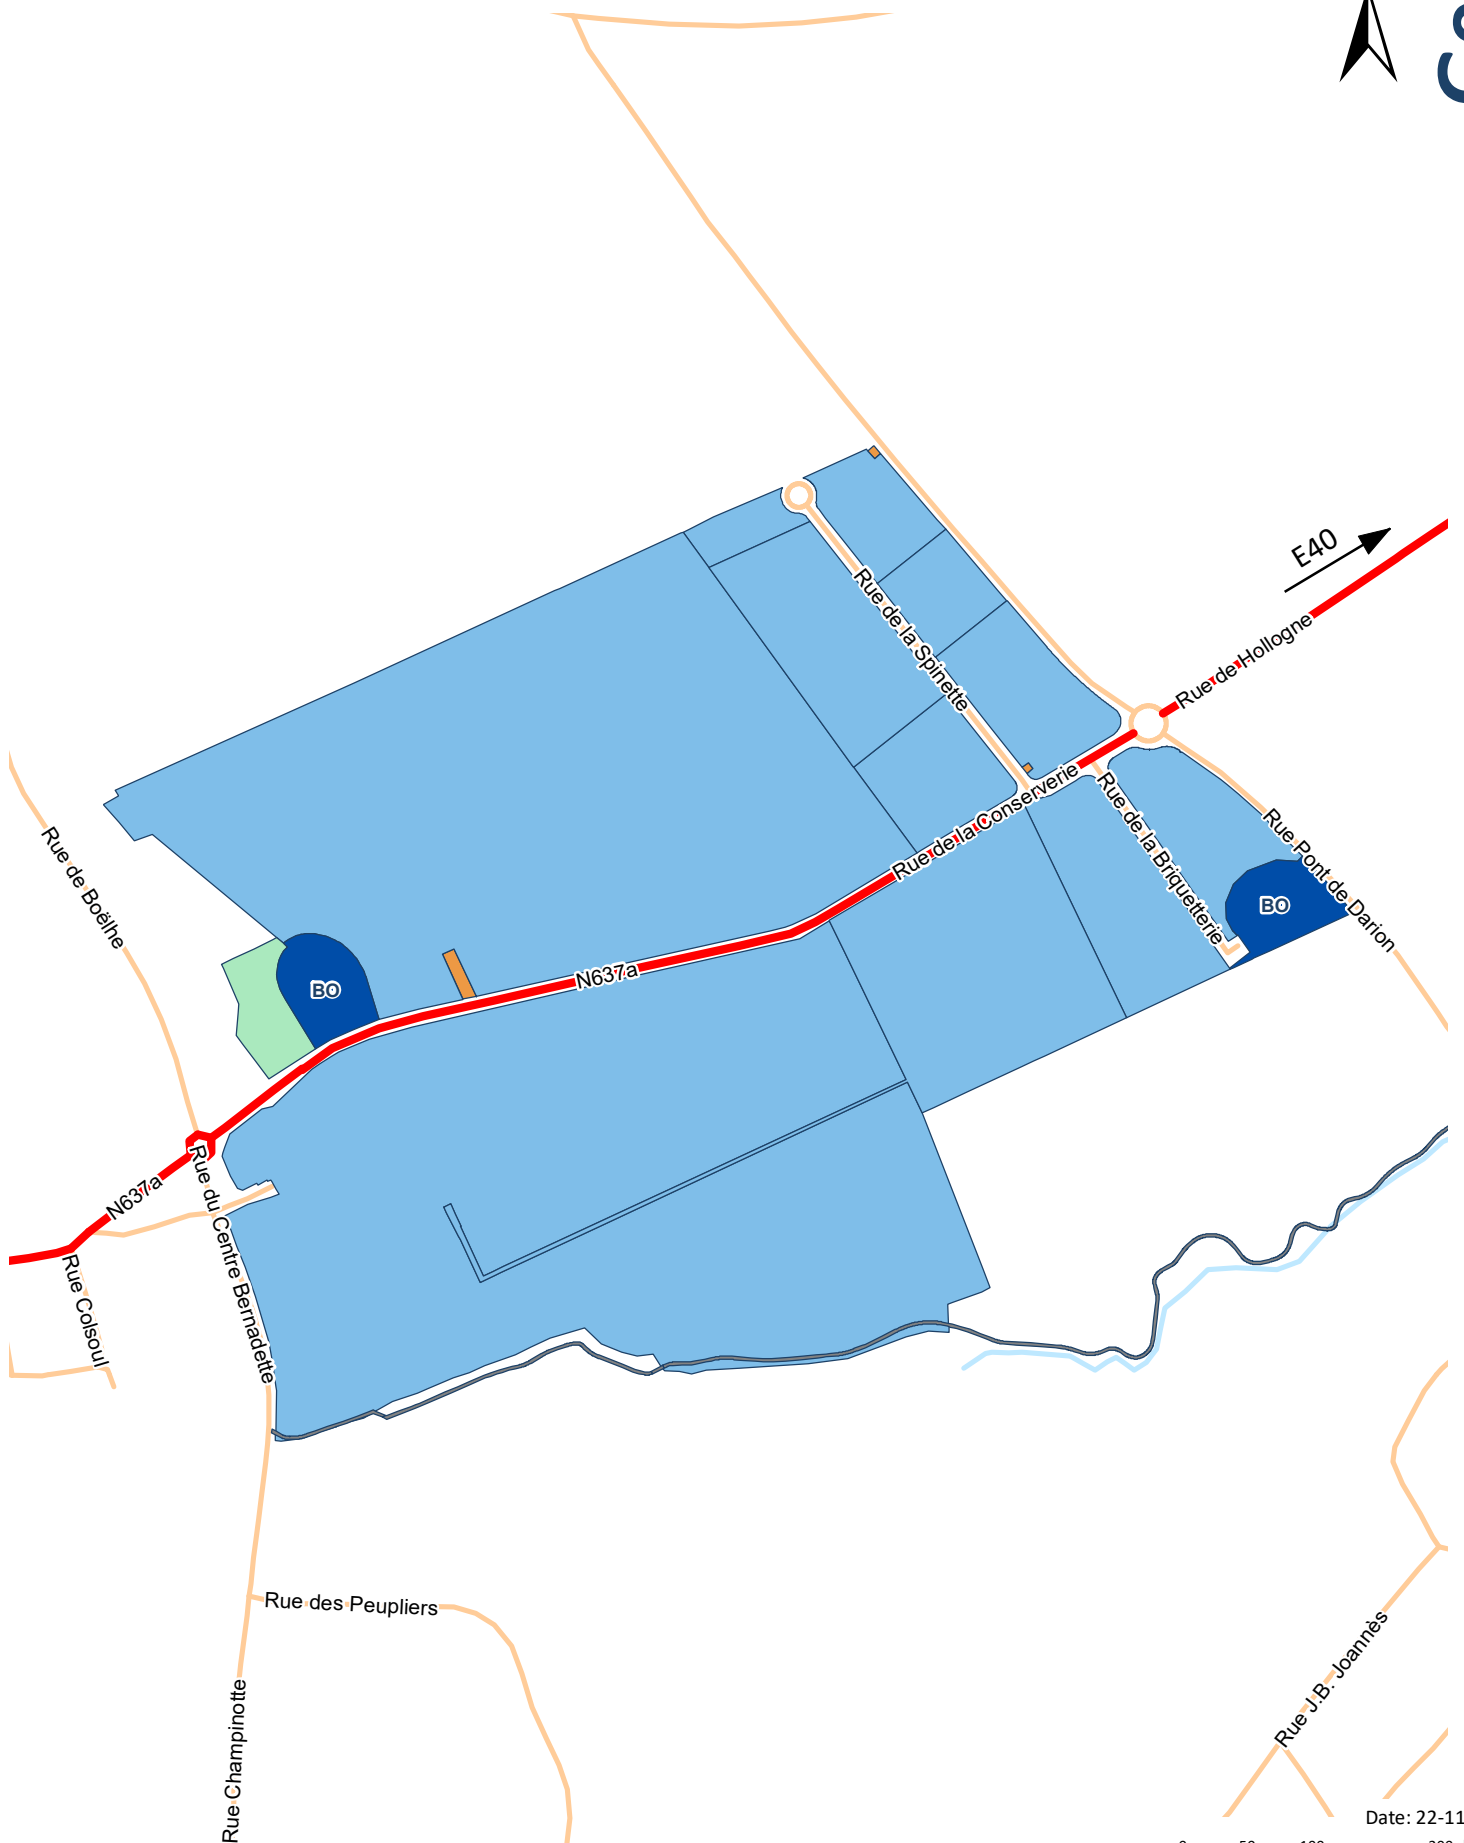 E40
Rue de Hollogne
Rue de la Spinette
Rue de la Conserverie
Rue de la Briquetterie
Rue Pont de Darion
Rue de Boëlhe
BO
BO
N637a
N637a
Rue du Centre Bernadette
Rue Colsoul
Rue des Peupliers
Rue Champinotte
Rue J.B. Joannès
Date: 22-11